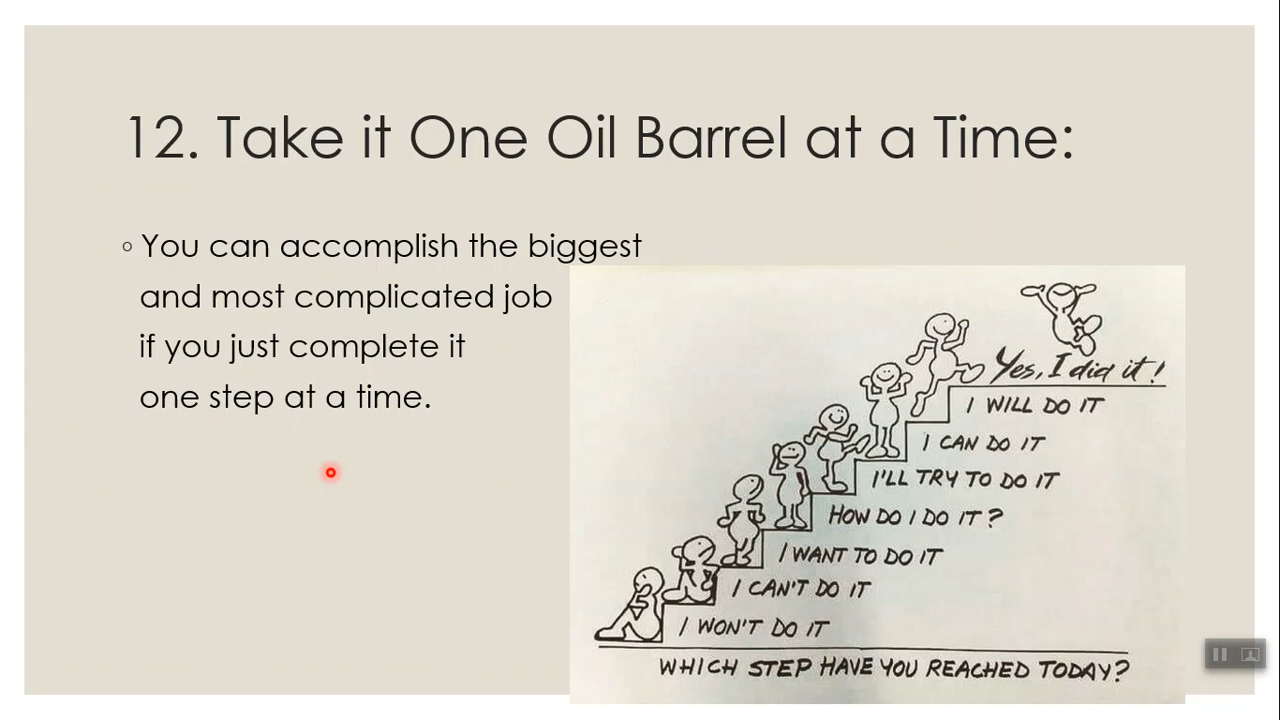 12. Take it One Oil Barrel at a Time:
◦ You can accomplish the biggest
and most complicated job
if you just complete it
one step at a time.
Yes, I did it!
I WILL DO IT
I CAN DO IT
I'LL TRY TO DO IT
HOW DO I DO IT?
I WANT TO DO IT
I CAN'T DO IT
I WON'T DO IT
WHICH STEP HAVE YOU REACHED TODAY?